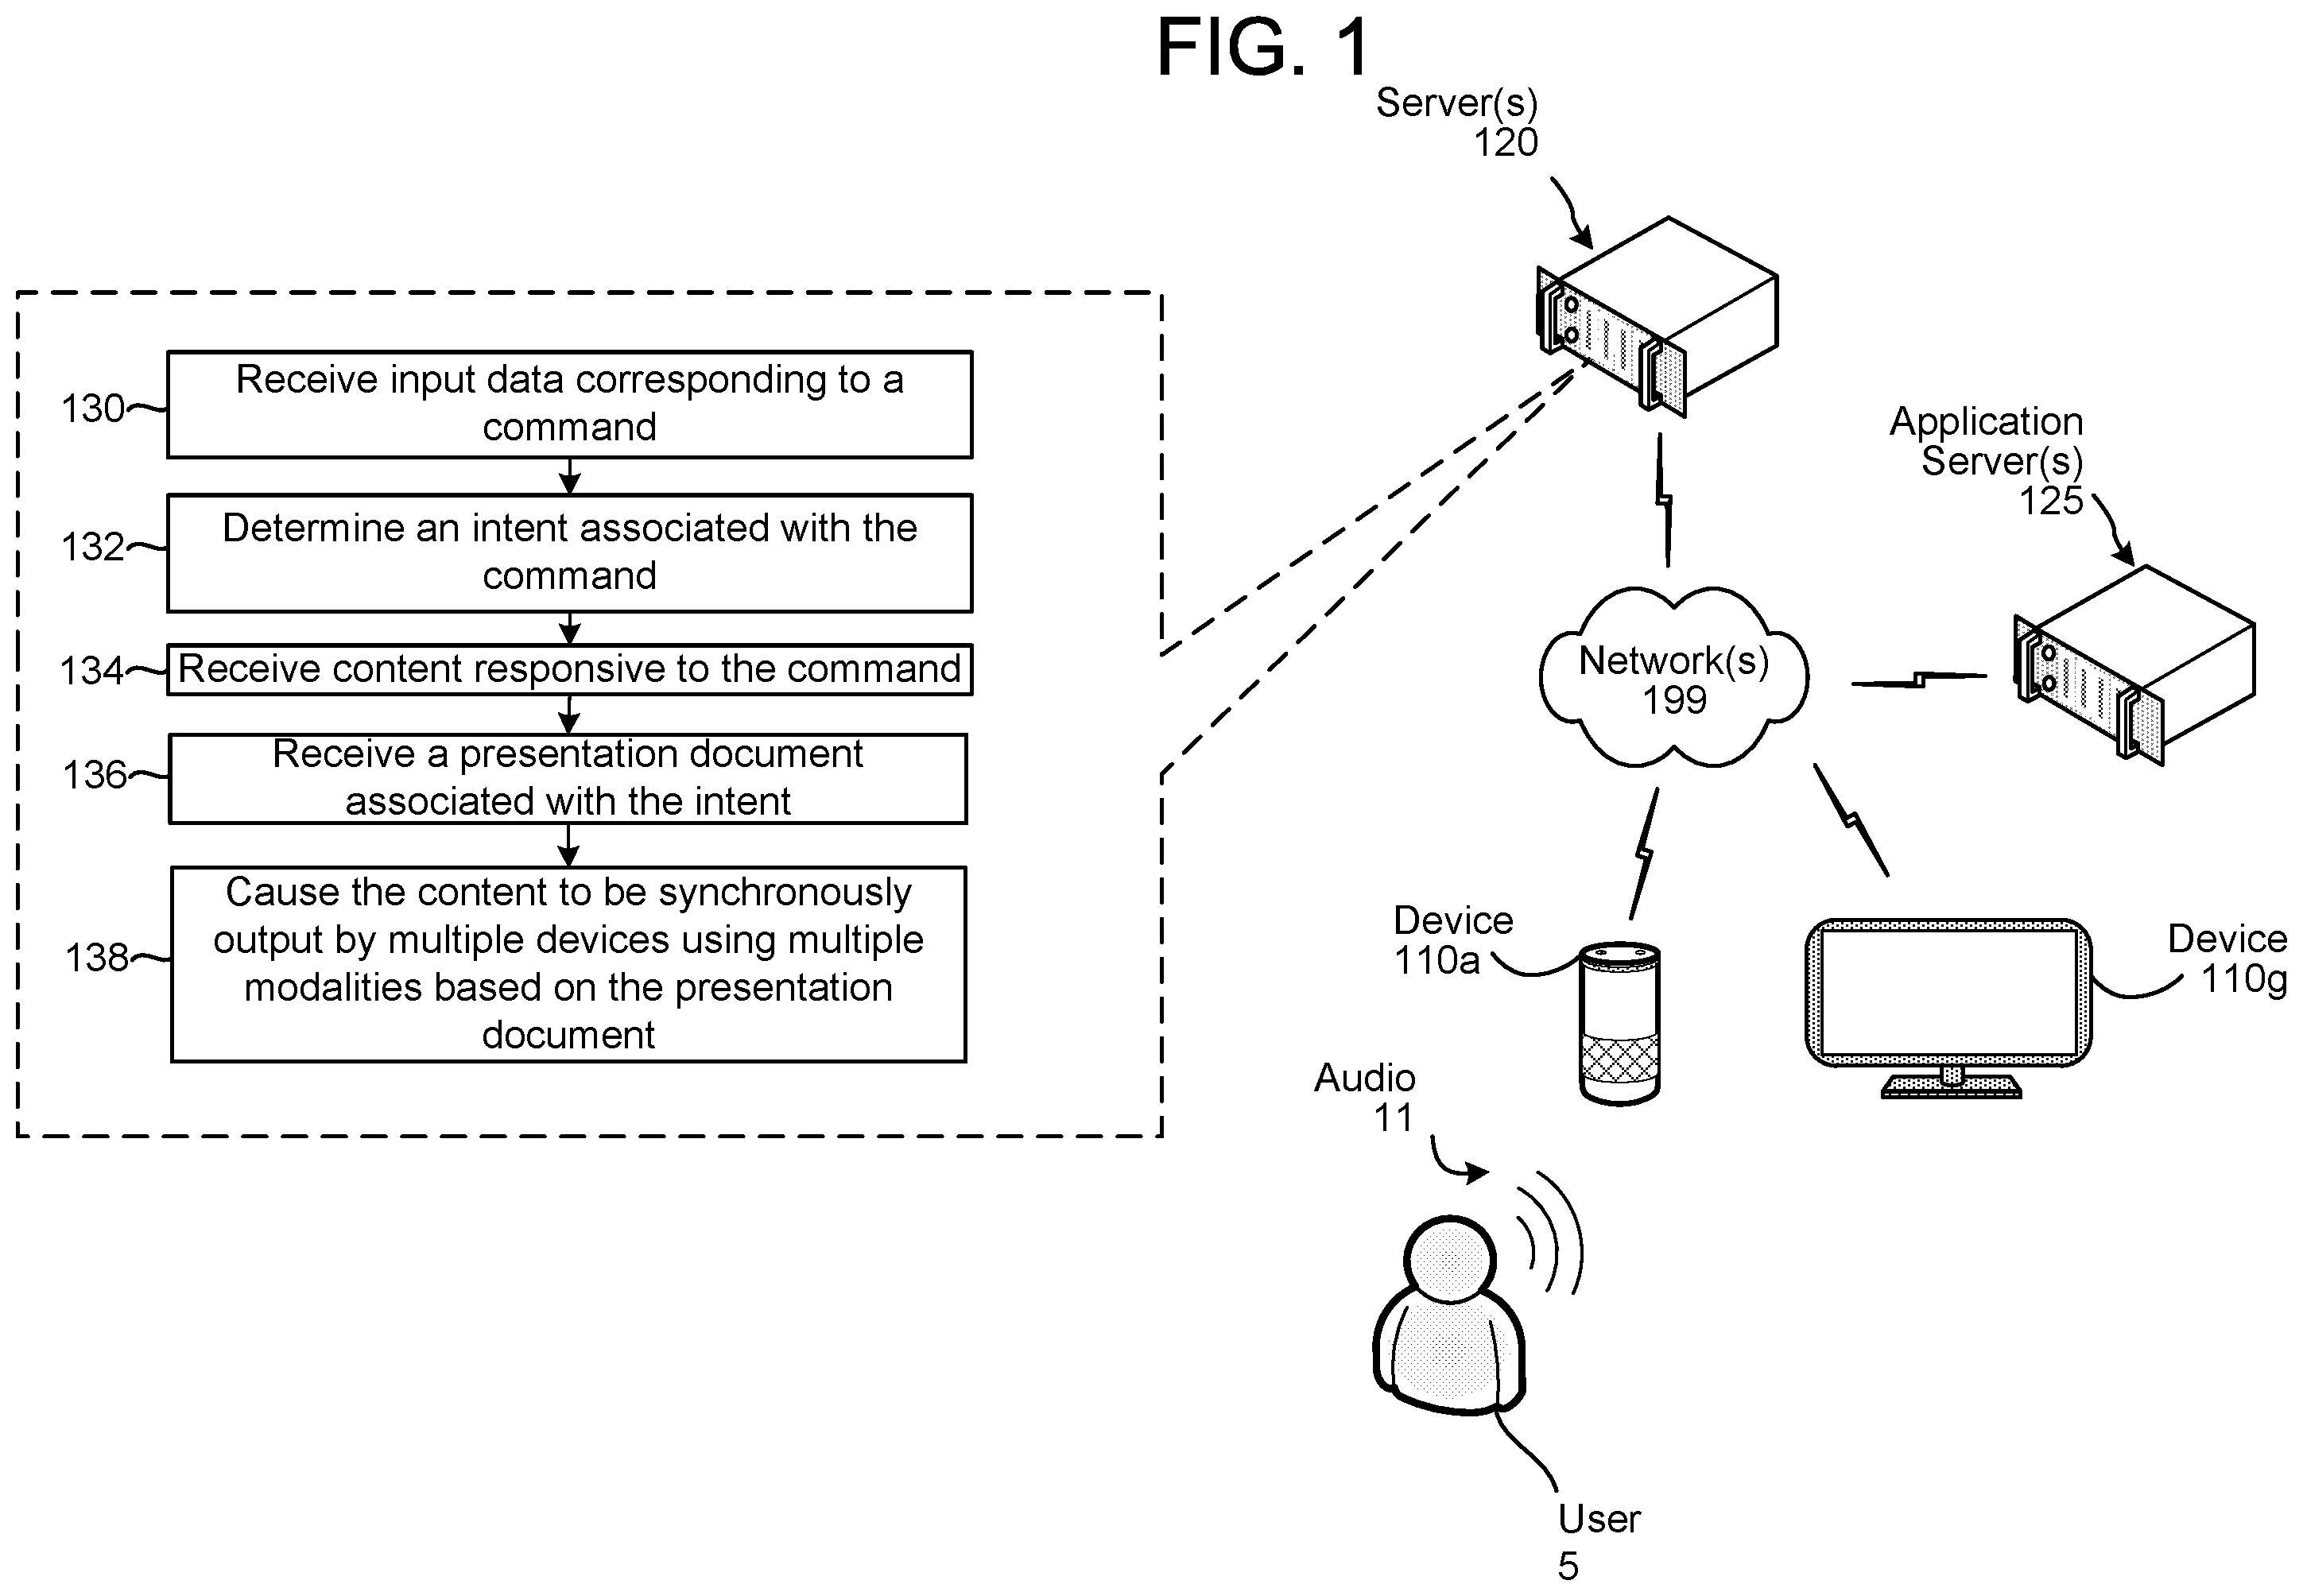 FIG. 1
Server(s)
120
Receive input data corresponding to a
command
130
Determine an intent associated with the
command
132
Receive content responsive to the command
134
Receive a presentation document
associated with the intent
136
Cause the content to be synchronously
output by multiple devices using multiple
modalities based on the presentation
document
138
Application
Server(s)
125
Network(s)
199
Device
110a
Device
110g
Audio
11
User
5